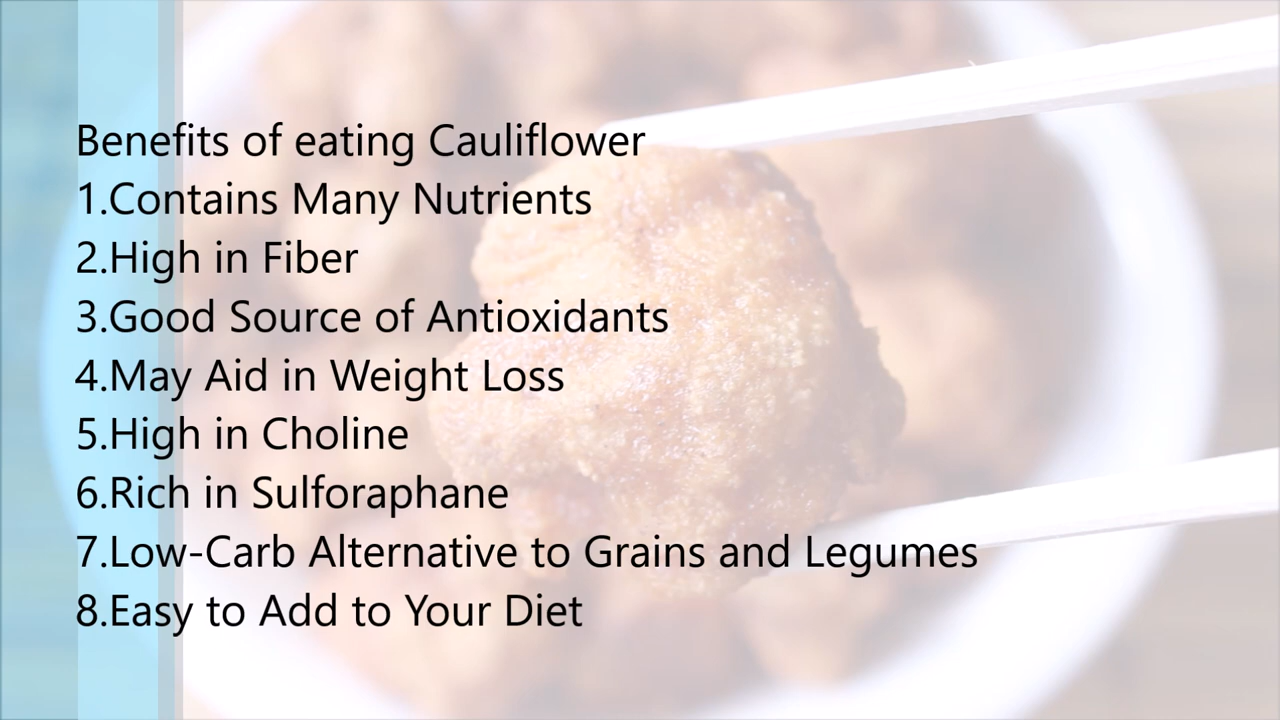 Benefits of eating Cauliflower
1.Contains Many Nutrients
2.High in Fiber
3.Good Source of Antioxidants
4.May Aid in Weight Loss
5.High in Choline
6.Rich in Sulforaphane
7.Low-Carb Alternative to Grains and Legumes
8.Easy to Add to Your Diet